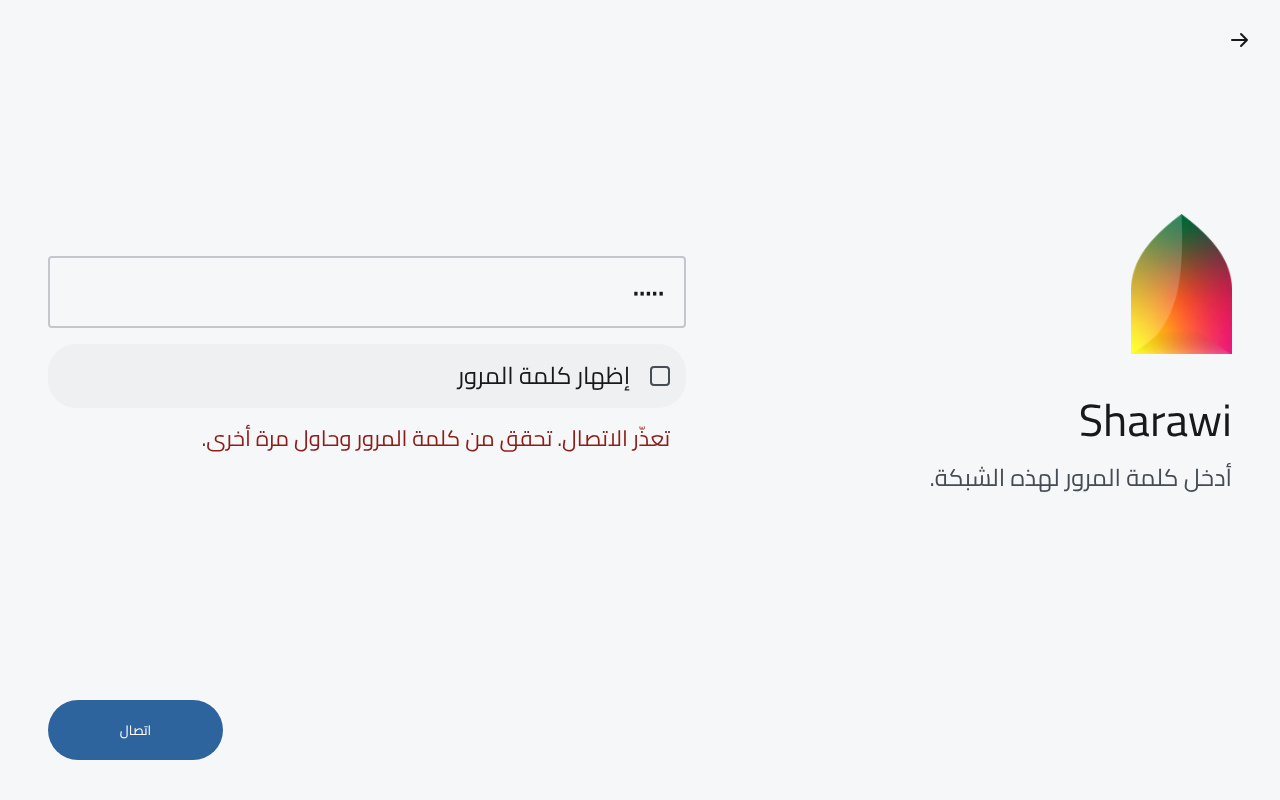 Sharawi
أدخل كلمة المرور لهذه الشبكة.
•••••
إظهار كلمة المرور
تعذّر الاتصال. تحقق من كلمة المرور وحاول مرة أخرى.
اتصال